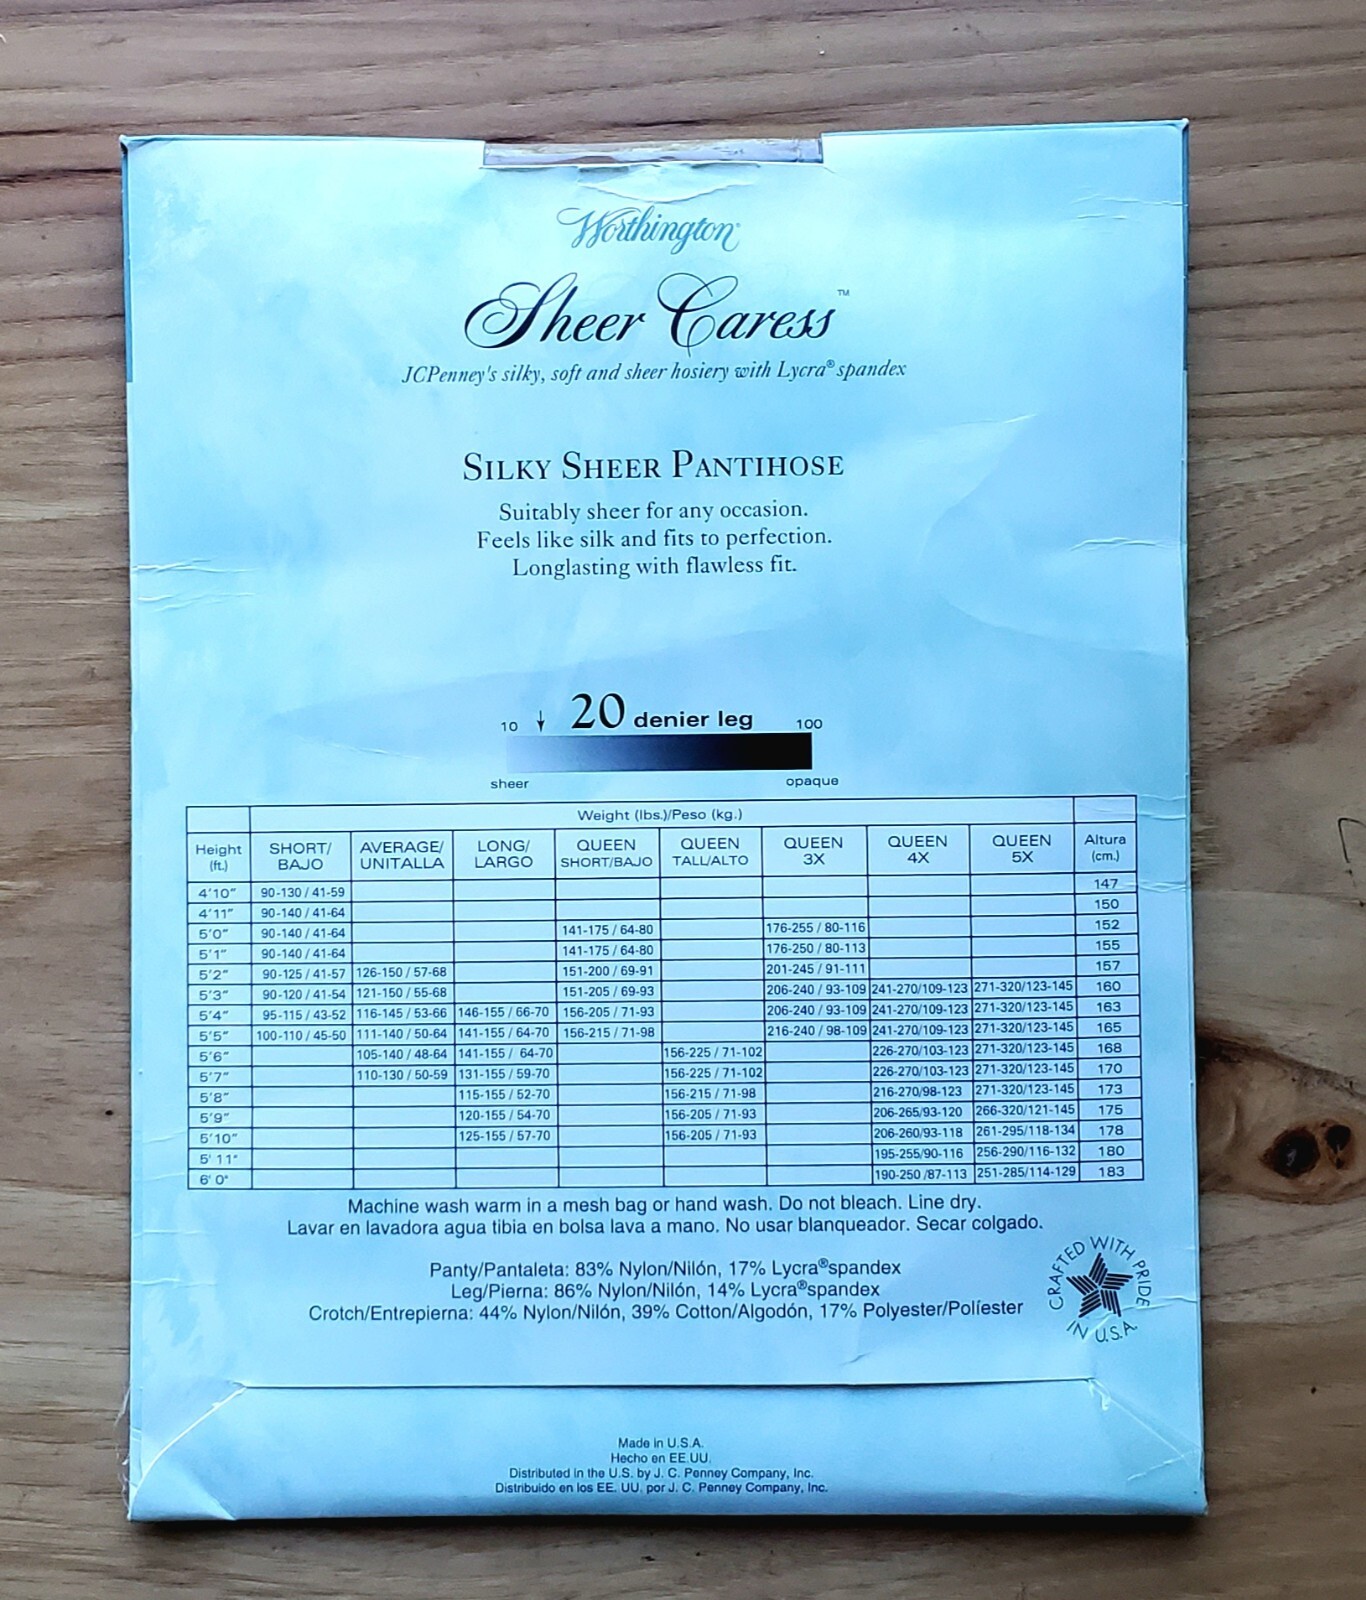 Worthington®
Sheer Caress™
JCPenney's silky, soft and sheer hosiery with Lycra® spandex
SILKY SHEER PANTIHOSE
Suitably sheer for any occasion.
Feels like silk and fits to perfection.
Longlasting with flawless fit.
10 ↓ 20 denier leg 100
sheer opaque
Weight (lbs.)/Peso (kg.)
Height (ft.) SHORT/BAJO AVERAGE/UNITALLA LONG/LARGO QUEEN SHORT/BAJO QUEEN TALL/ALTO QUEEN 3X QUEEN 4X QUEEN 5X Altura (cm.)
4'10" 90-130 / 41-59 147
4'11" 90-140 / 41-64 150
5'0" 90-140 / 41-64 141-175 / 64-80 176-255 / 80-116 152
5'1" 90-140 / 41-64 141-175 / 64-80 176-250 / 80-113 155
5'2" 90-125 / 41-57 126-150 / 57-68 151-200 / 69-91 201-245 / 91-111 157
5'3" 90-120 / 41-54 121-150 / 55-68 151-205 / 69-93 206-240 / 93-109 241-270/109-123 271-320/123-145 160
5'4" 95-115 / 43-52 116-145 / 53-66 146-155 / 66-70 156-205 / 71-93 206-240 / 93-109 241-270/109-123 271-320/123-145 163
5'5" 100-110 / 45-50 111-140 / 50-64 141-155 / 64-70 156-215 / 71-98 216-240 / 98-109 241-270/109-123 271-320/123-145 165
5'6" 105-140 / 48-64 141-155 / 64-70 156-225 / 71-102 226-270/103-123 271-320/123-145 168
5'7" 110-130 / 50-59 131-155 / 59-70 156-225 / 71-102 226-270/103-123 271-320/123-145 170
5'8" 115-155 / 52-70 156-215 / 71-98 216-270/98-123 271-320/123-145 173
5'9" 120-155 / 54-70 156-205 / 71-93 206-265/93-120 266-320/121-145 175
5'10" 125-155 / 57-70 156-205 / 71-93 206-260/93-118 261-295/118-134 178
5' 11" 195-255/90-116 256-290/116-132 180
6' 0" 190-250 /87-113 251-285/114-129 183
Machine wash warm in a mesh bag or hand wash. Do not bleach. Line dry.
Lavar en lavadora agua tibia en bolsa lava a mano. No usar blanqueador. Secar colgado.
Panty/Pantaleta: 83% Nylon/Nilón, 17% Lycra® spandex
Leg/Pierna: 86% Nylon/Nilón, 14% Lycra® spandex
Crotch/Entrepierna: 44% Nylon/Nilón, 39% Cotton/Algodón, 17% Polyester/Políester
CRAFTED WITH PRIDE IN U.S.A.
Made in U.S.A.
Hecho en EE.UU.
Distributed in the U.S. by J. C. Penney Company, Inc.
Distribuido en los EE. UU. por J. C. Penney Company, Inc.